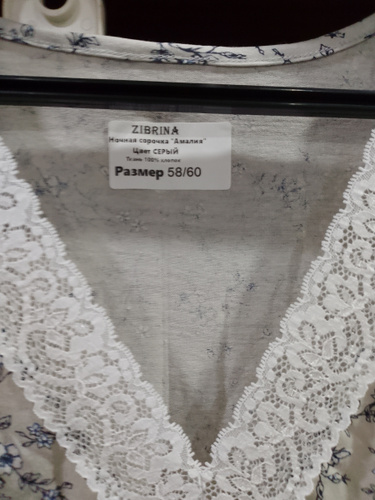 ZIBRINA
Ночная сорочка "Амалия"
Цвет СЕРЫЙ
Ткань 100% хлопок
Размер 58/60